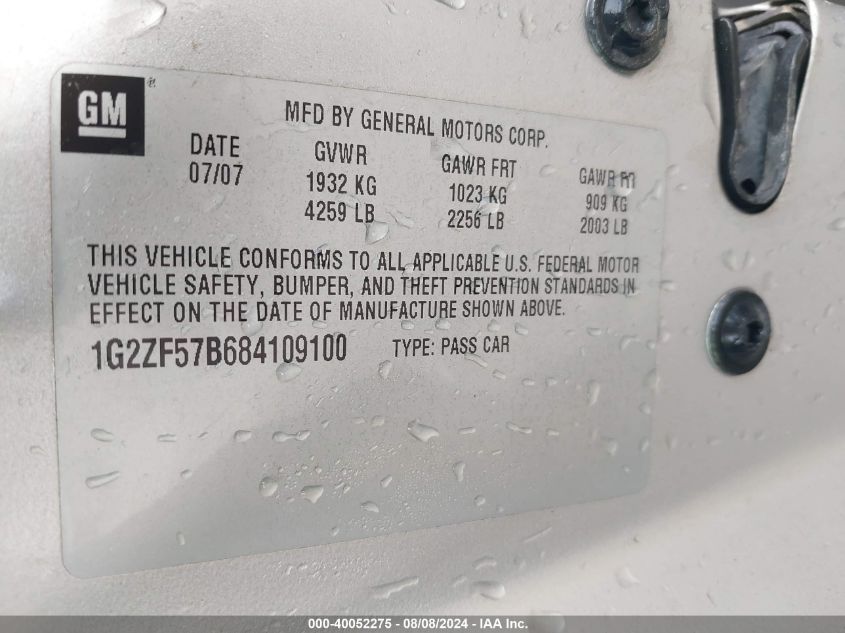 GM ®
MFD BY GENERAL MOTORS CORP.
DATE GVWR GAWR FRT GAWR RR
07/07 1932 KG 1023 KG 909 KG
4259 LB 2256 LB 2003 LB
THIS VEHICLE CONFORMS TO ALL APPLICABLE U.S. FEDERAL MOTOR
VEHICLE SAFETY, BUMPER, AND THEFT PREVENTION STANDARDS IN
EFFECT ON THE DATE OF MANUFACTURE SHOWN ABOVE.
1G2ZF57B684109100 TYPE: PASS CAR
000-40052275 - 08/08/2024 - IAA Inc.